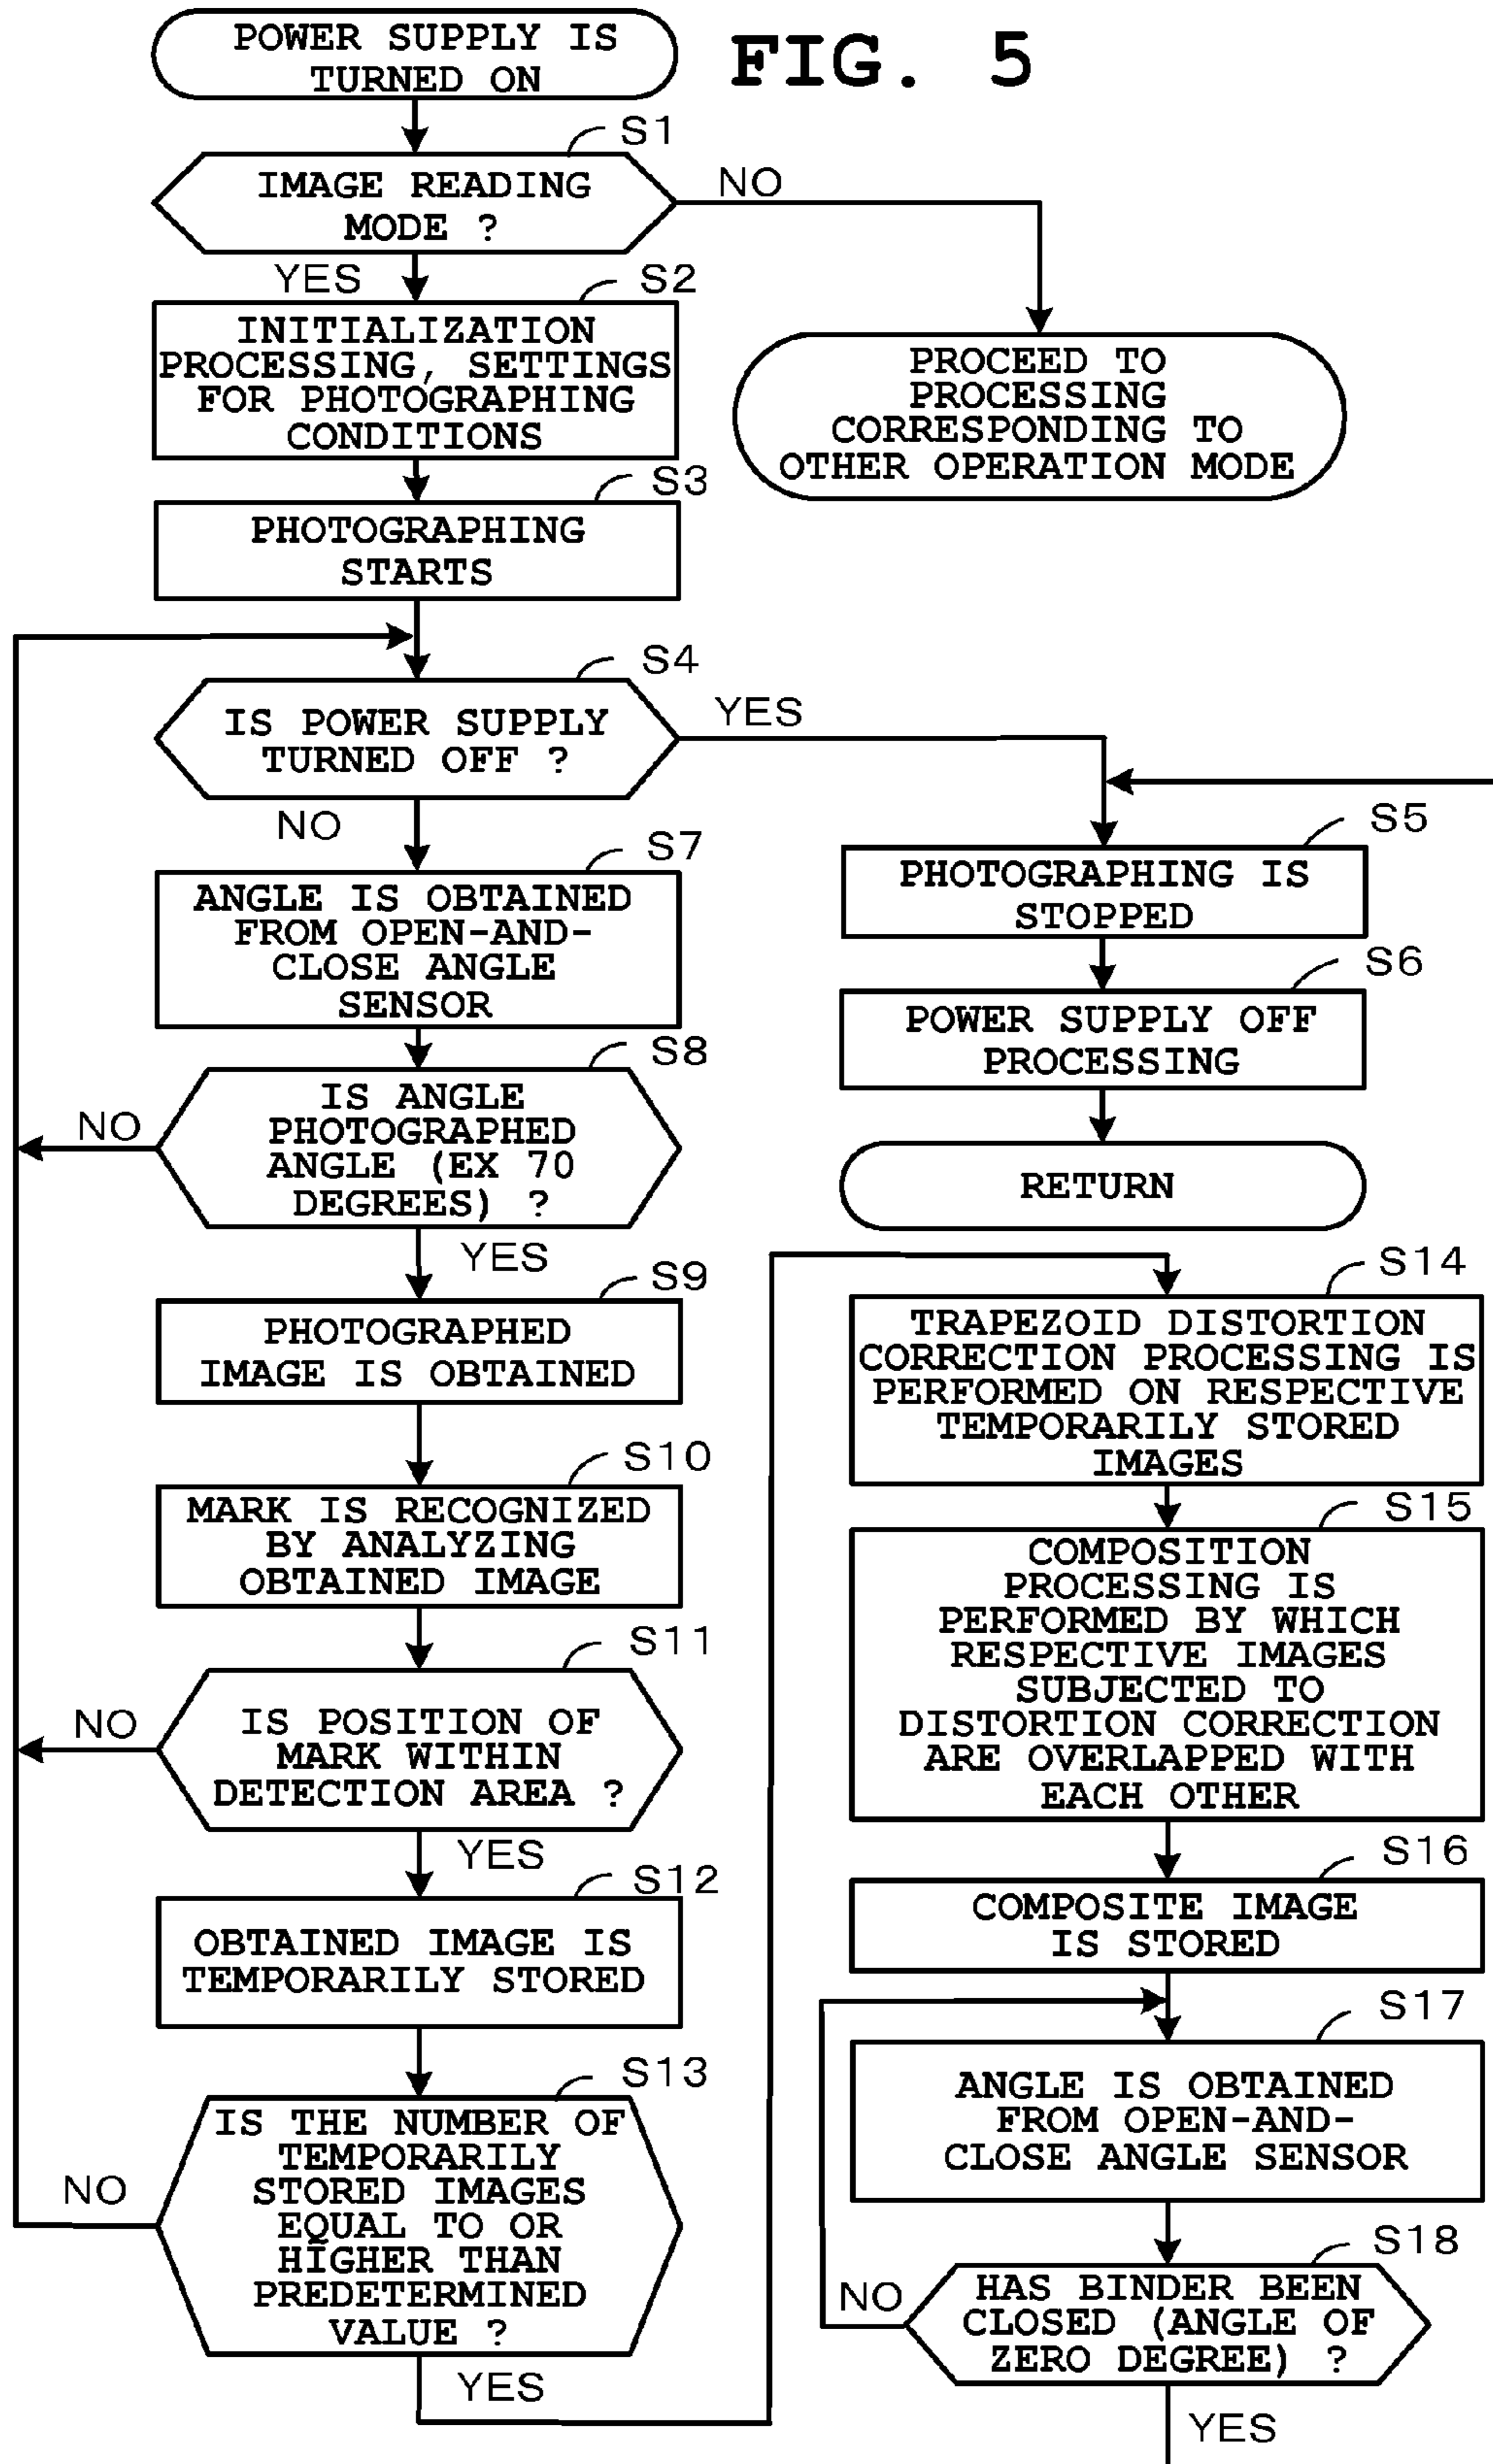 FIG. 5
POWER SUPPLY IS
TURNED ON
S1
IMAGE READING
MODE ?
NO
YES
PROCEED TO
PROCESSING
CORRESPONDING TO
OTHER OPERATION MODE
S2
INITIALIZATION
PROCESSING, SETTINGS
FOR PHOTOGRAPHING
CONDITIONS
S3
PHOTOGRAPHING
STARTS
S4
IS POWER SUPPLY
TURNED OFF ?
YES
NO
S5
PHOTOGRAPHING IS
STOPPED
S6
POWER SUPPLY OFF
PROCESSING
RETURN
S7
ANGLE IS OBTAINED
FROM OPEN-AND-
CLOSE ANGLE
SENSOR
S8
IS ANGLE
PHOTOGRAPHED
ANGLE (EX 70
DEGREES) ?
NO
YES
S9
PHOTOGRAPHED
IMAGE IS OBTAINED
S10
MARK IS RECOGNIZED
BY ANALYZING
OBTAINED IMAGE
S11
IS POSITION OF
MARK WITHIN
DETECTION AREA ?
NO
YES
S12
OBTAINED IMAGE IS
TEMPORARILY STORED
S13
IS THE NUMBER OF
TEMPORARILY
STORED IMAGES
EQUAL TO OR
HIGHER THAN
PREDETERMINED
VALUE ?
NO
YES
S14
TRAPEZOID DISTORTION
CORRECTION PROCESSING IS
PERFORMED ON RESPECTIVE
TEMPORARILY STORED
IMAGES
S15
COMPOSITION
PROCESSING IS
PERFORMED BY WHICH
RESPECTIVE IMAGES
SUBJECTED TO
DISTORTION CORRECTION
ARE OVERLAPPED WITH
EACH OTHER
S16
COMPOSITE IMAGE
IS STORED
S17
ANGLE IS OBTAINED
FROM OPEN-AND-
CLOSE ANGLE SENSOR
S18
HAS BINDER BEEN
CLOSED (ANGLE OF
ZERO DEGREE) ?
NO
YES